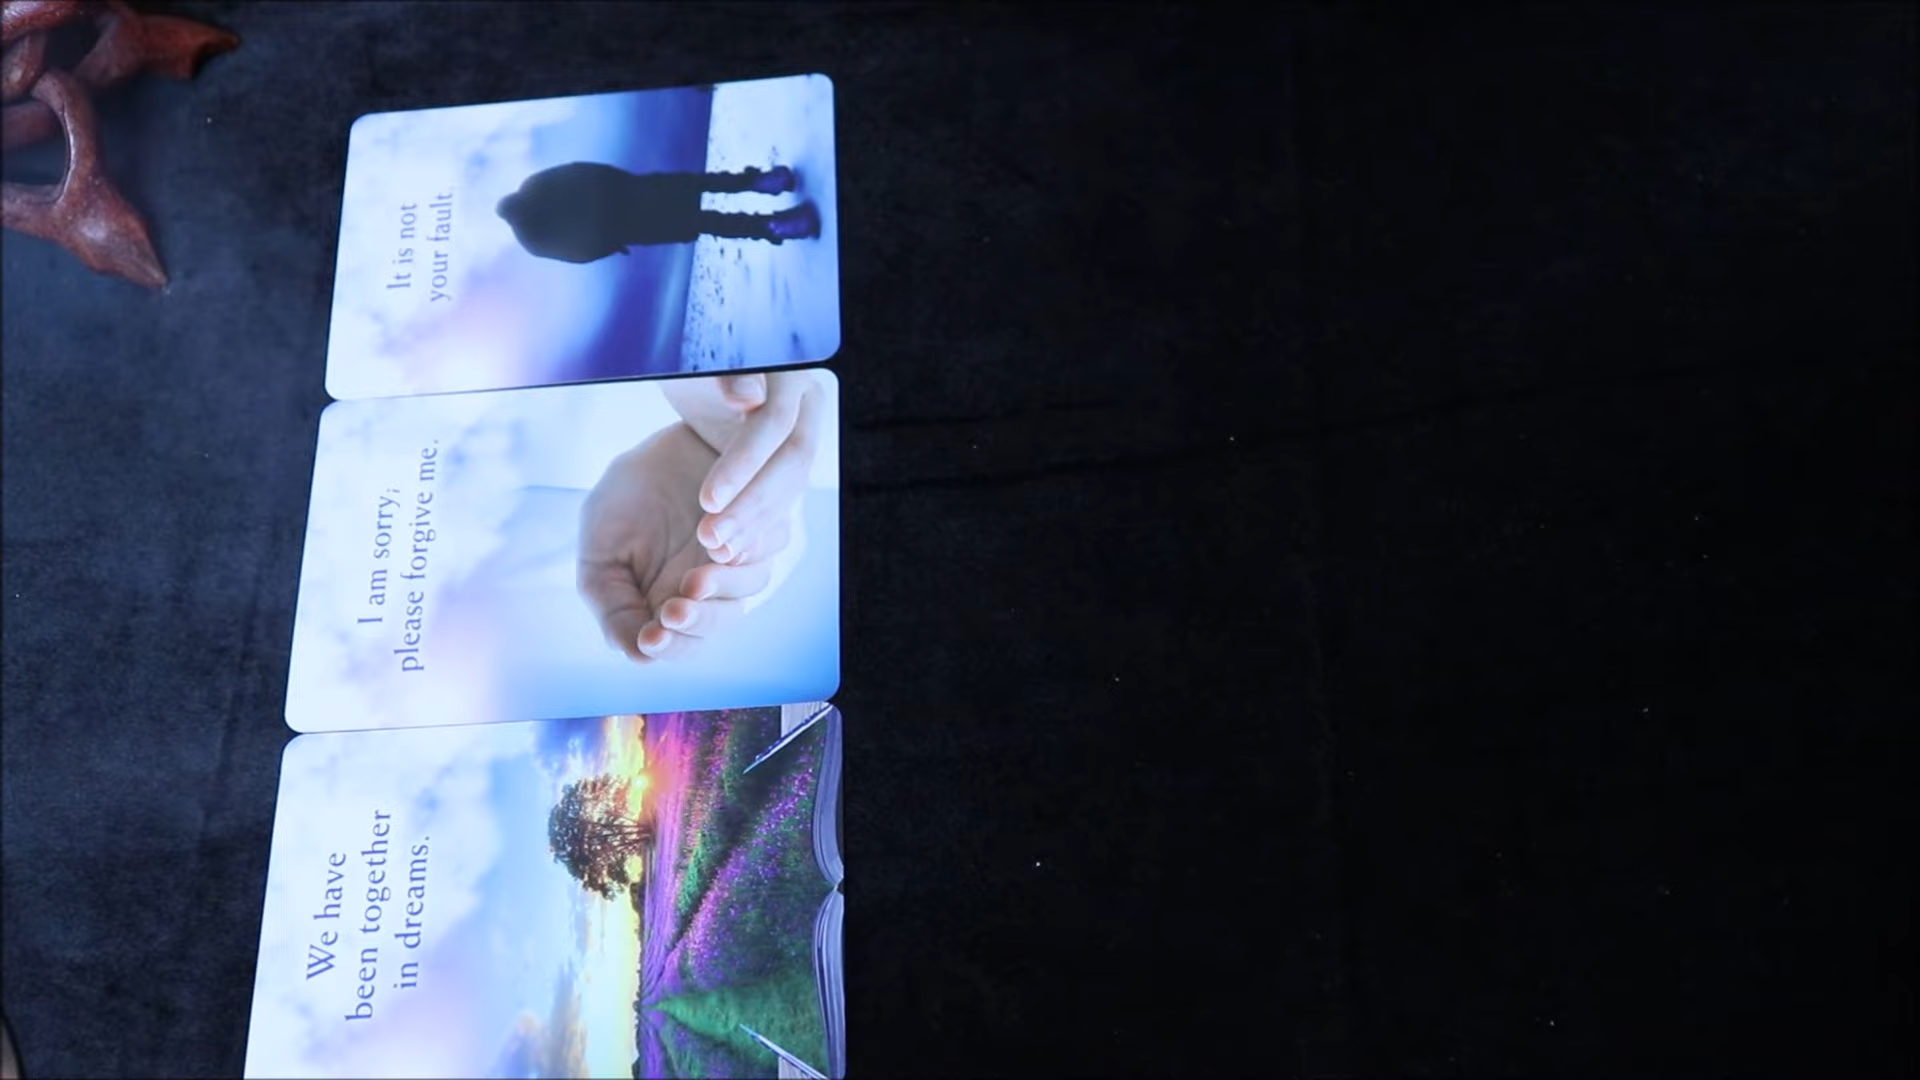 It is not
your fault.
I am sorry;
please forgive me.
We have
been together
in dreams.